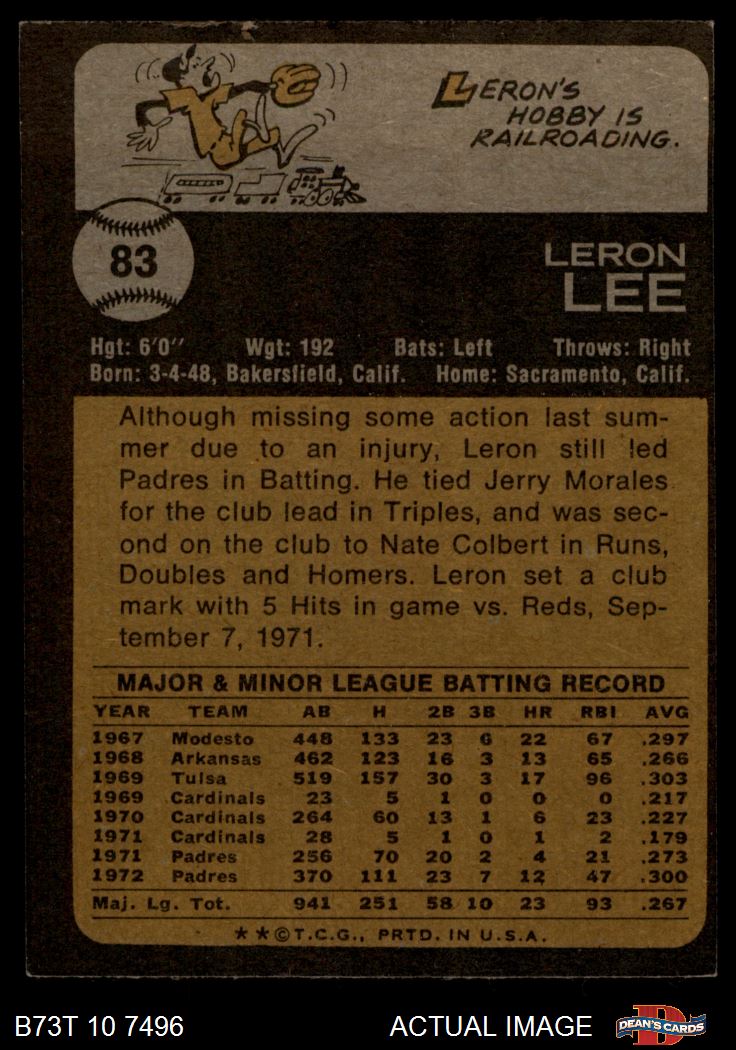 LERON'S
HOBBY IS
RAILROADING.
83
LERON
LEE
Hgt: 6'0" Wgt: 192 Bats: Left Throws: Right
Born: 3-4-48, Bakersfield, Calif. Home: Sacramento, Calif.
Although missing some action last sum-
mer due to an injury, Leron still led
Padres in Batting. He tied Jerry Morales
for the club lead in Triples, and was sec-
ond on the club to Nate Colbert in Runs,
Doubles and Homers. Leron set a club
mark with 5 Hits in game vs. Reds, Sep-
tember 7, 1971.
MAJOR & MINOR LEAGUE BATTING RECORD
YEAR TEAM AB H 2B 3B HR RBI AVG
1967 Modesto 448 133 23 6 22 67 .297
1968 Arkansas 462 123 16 3 13 65 .266
1969 Tulsa 519 157 30 3 17 96 .303
1969 Cardinals 23 5 1 0 0 0 .217
1970 Cardinals 264 60 13 1 6 23 .227
1971 Cardinals 28 5 1 0 1 2 .179
1971 Padres 256 70 20 2 4 21 .273
1972 Padres 370 111 23 7 12 47 .300
Maj. Lg. Tot. 941 251 58 10 23 93 .267
**©T.C.G., PRTD. IN U.S.A.
B73T 10 7496 ACTUAL IMAGE DEAN'S CARDS